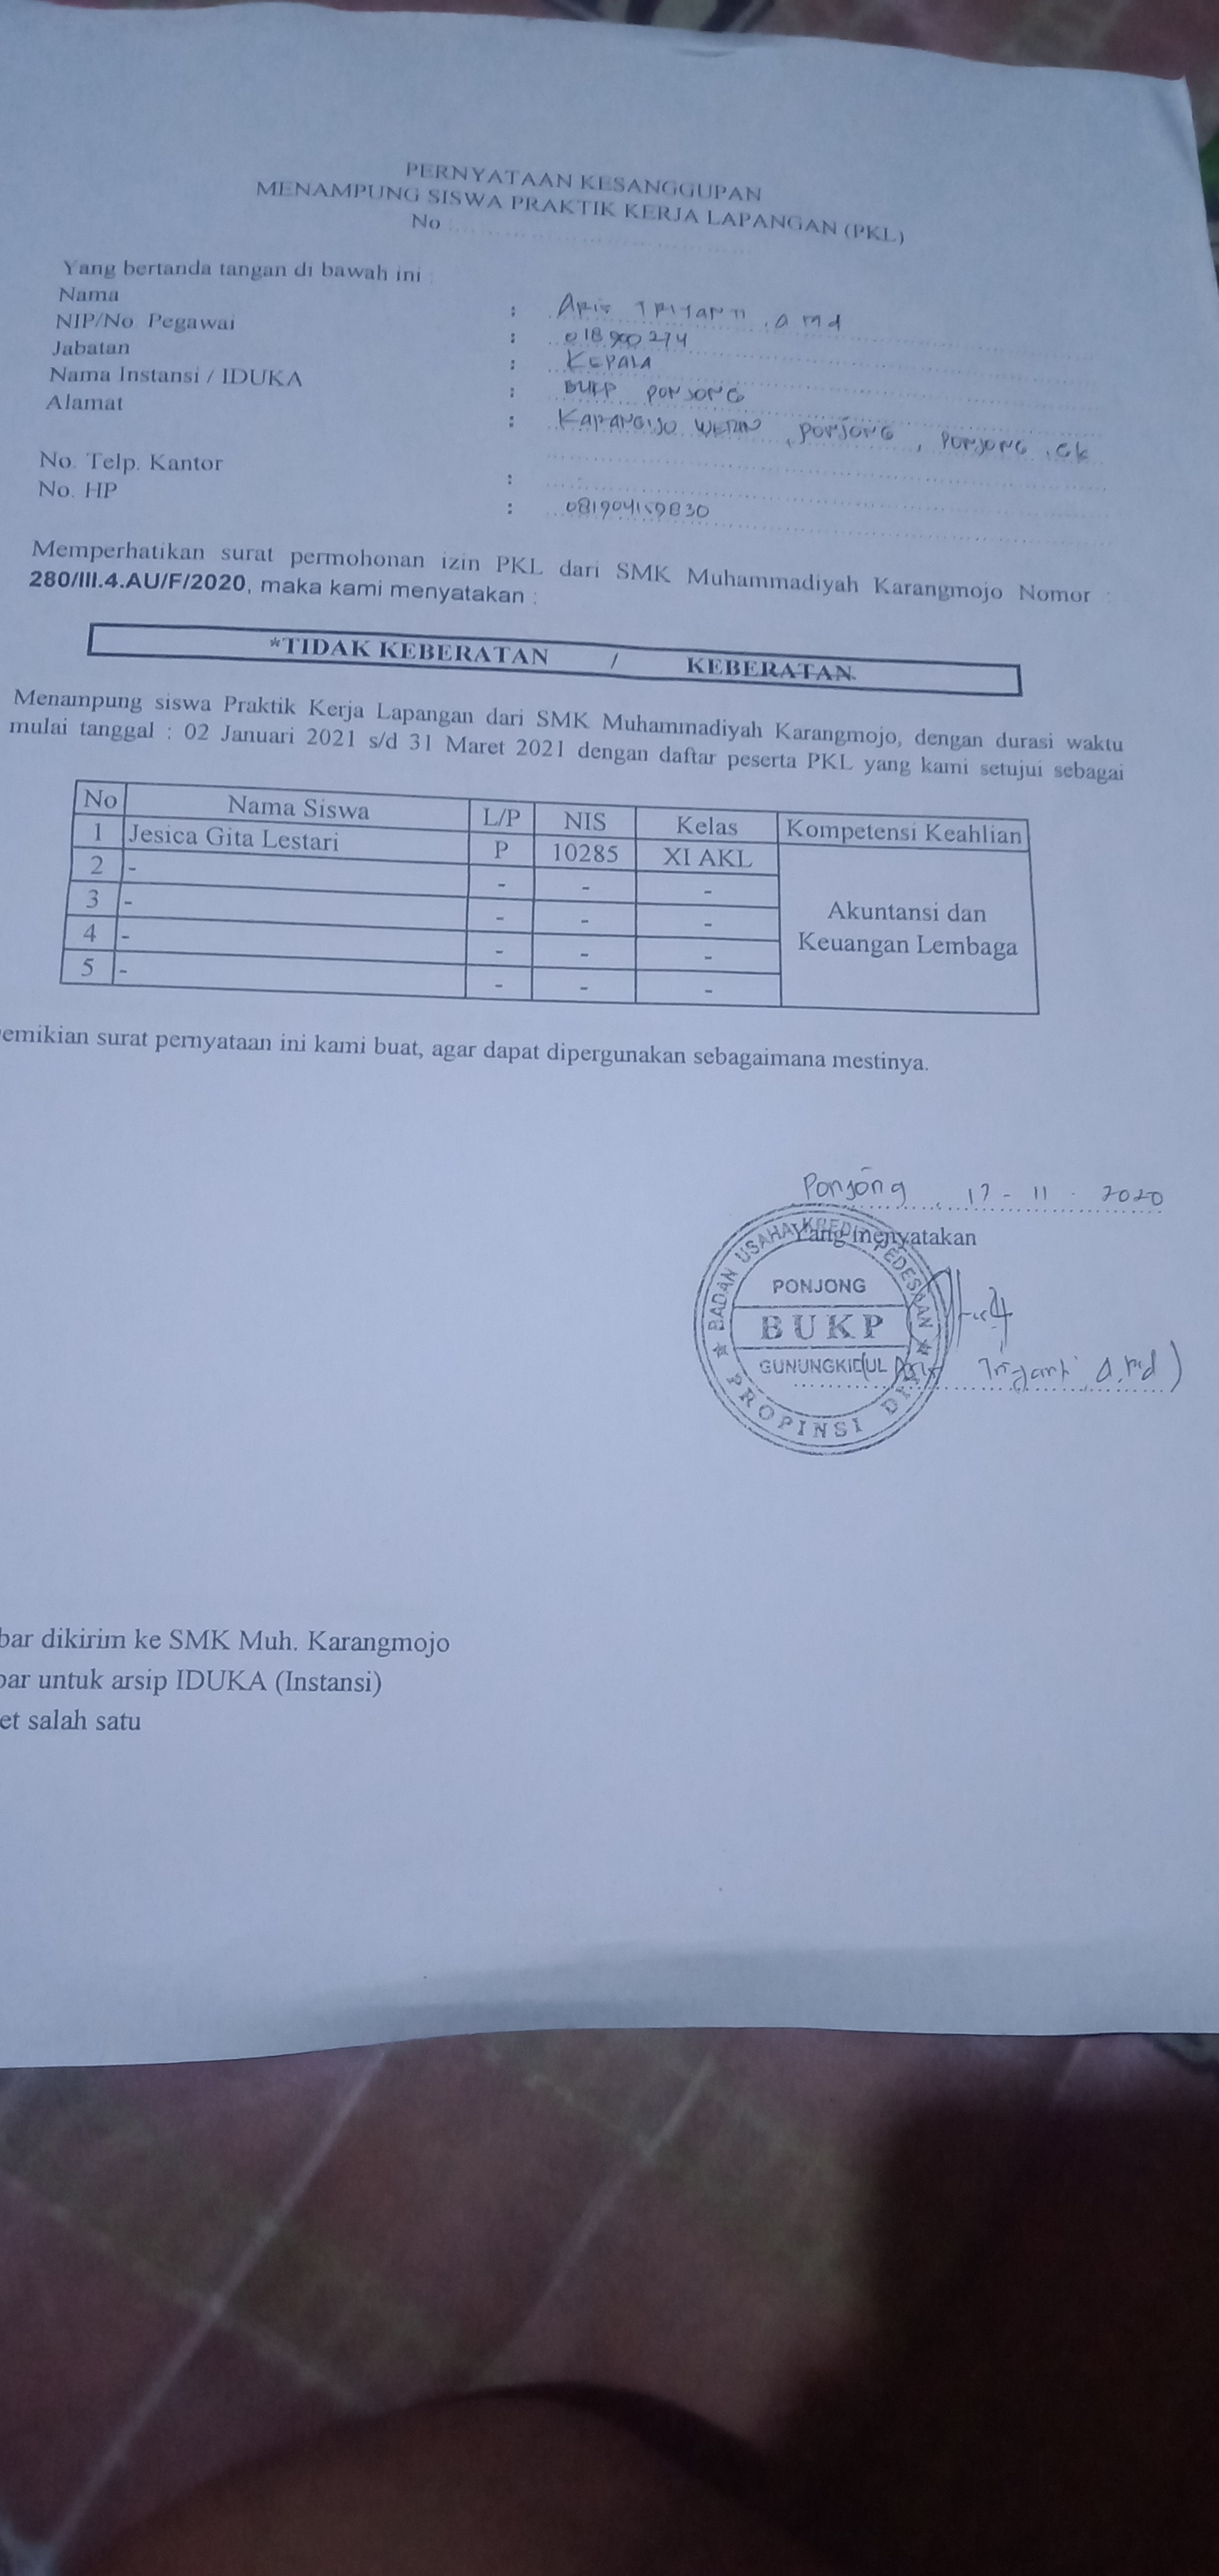 PERNYATAAN KESANGGUPAN
MENAMPUNG SISWA PRAKTIK KERJA LAPANGAN (PKL)
No
Yang bertanda tangan di bawah ini
Nama : Aris Triyanti, A md
NIP/No Pegawai : 018900274
Jabatan : KEPALA
Nama Instansi / IDUKA : BUKP PONJONG
Alamat : PONJONG, PONJONG, GK
No. Telp. Kantor :
No. HP :
Memperhatikan surat permohonan izin PKL dari SMK Muhammadiyah Karangmojo Nomor :
280/III.4.AU/F/2020, maka kami menyatakan :
*TIDAK KEBERATAN / KEBERATAN
Menampung siswa Praktik Kerja Lapangan dari SMK Muhammadiyah Karangmojo, dengan durasi waktu
mulai tanggal : 02 Januari 2021 s/d 31 Maret 2021 dengan daftar peserta PKL yang kami setujui sebagai
No Nama Siswa L/P NIS Kelas Kompetensi Keahlian
1 Jesica Gita Lestari P 10285 XI AKL
2 - - - -
3 - - - -
4 - - - -
5 - - - -
Akuntansi dan
Keuangan Lembaga
emikian surat pernyataan ini kami buat, agar dapat dipergunakan sebagaimana mestinya.
Ponjong, 17 - 11 - 2020
Yang menyatakan
BADAN USAHA KREDIT PEDESAAN
PONJONG
BUKP
GUNUNGKIDUL
PROPINSI DIY
(Aris Triyanti, A.md)
bar dikirim ke SMK Muh. Karangmojo
bar untuk arsip IDUKA (Instansi)
et salah satu